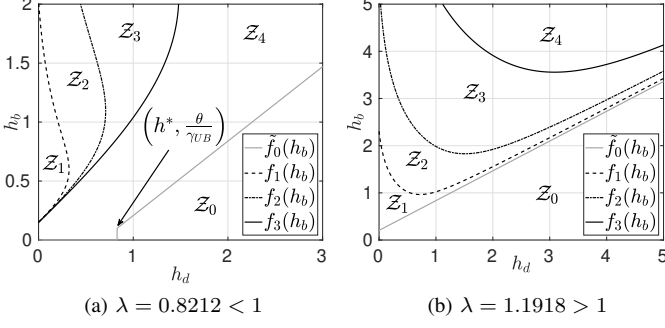 2
1.5
1
0.5
0
0
1
2
3
h_b
h_d
Z_1
Z_2
Z_3
Z_4
Z_0
(h^*, θ/γ_{UB})
f̃_0(h_b)
f_1(h_b)
f_2(h_b)
f_3(h_b)
(a) λ = 0.8212 < 1
5
4
3
2
1
0
0
1
2
3
4
5
h_b
h_d
Z_4
Z_3
Z_2
Z_1
Z_0
f̃_0(h_b)
f_1(h_b)
f_2(h_b)
f_3(h_b)
(b) λ = 1.1918 > 1